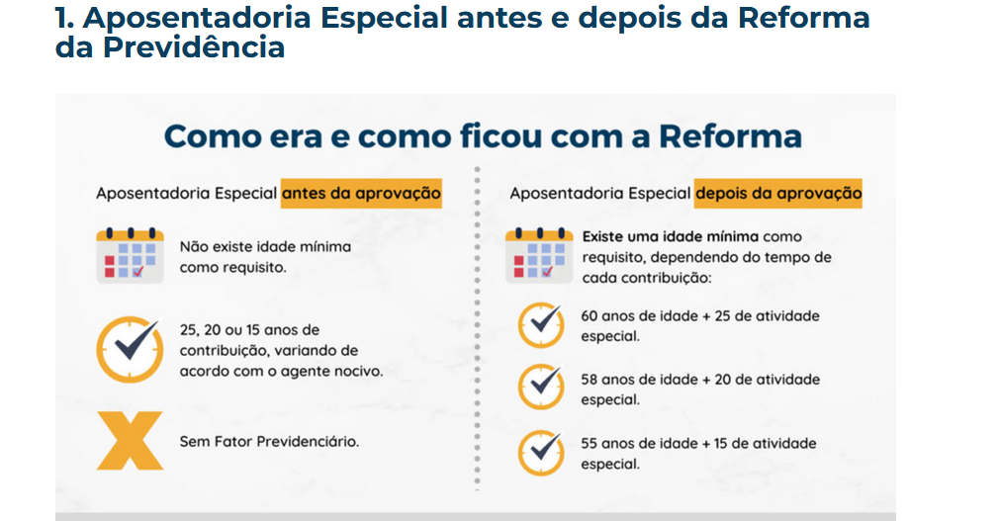 1. Aposentadoria Especial antes e depois da Reforma
da Previdência
Como era e como ficou com a Reforma
Aposentadoria Especial antes da aprovação
Não existe idade mínima
como requisito.
25, 20 ou 15 anos de
contribuição, variando de
acordo com o agente nocivo.
Sem Fator Previdenciário.
Aposentadoria Especial depois da aprovação
Existe uma idade mínima como
requisito, dependendo do tempo de
cada contribuição:
60 anos de idade + 25 de atividade
especial.
58 anos de idade + 20 de atividade
especial.
55 anos de idade + 15 de atividade
especial.